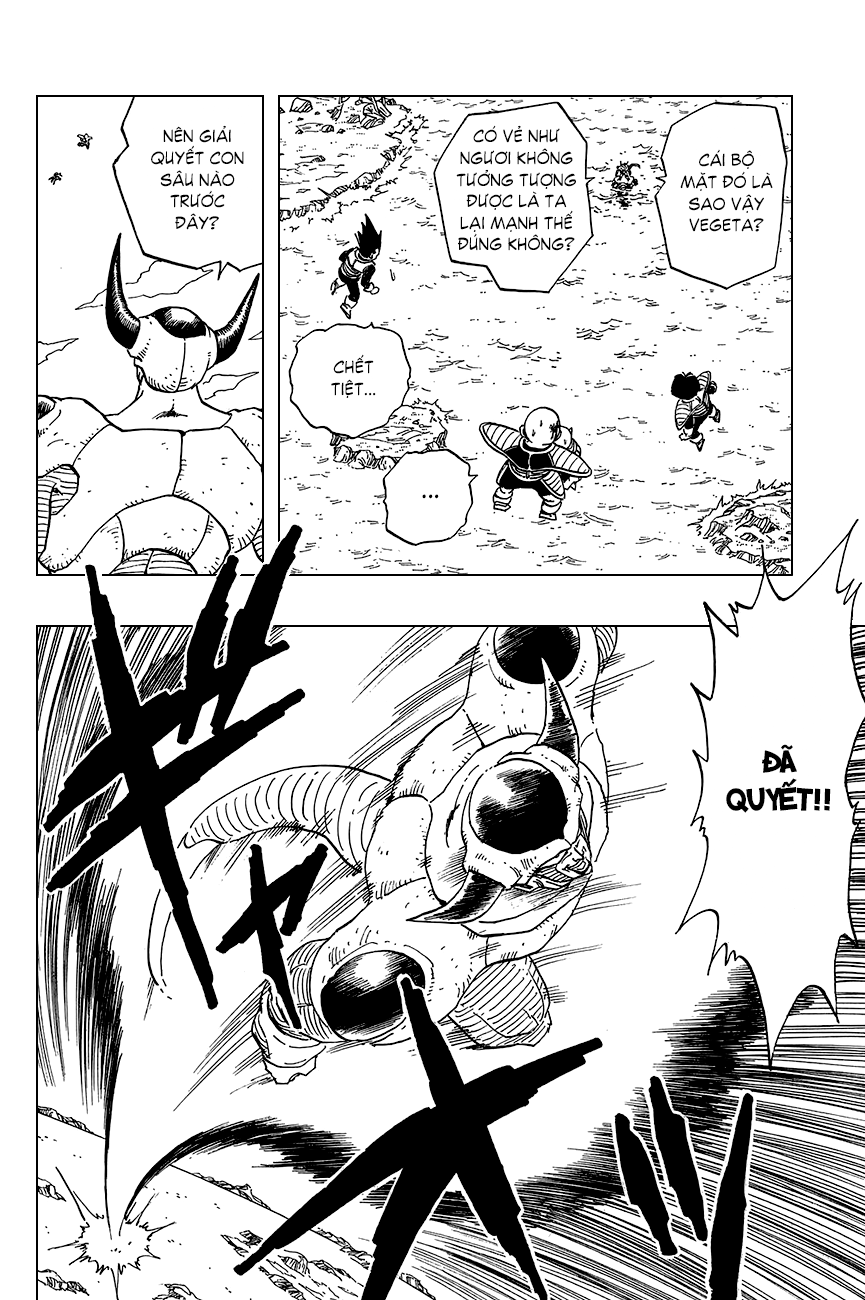 CÁI BỘ
MẶT ĐÓ LÀ
SAO VẬY
VEGETA?
CÓ VẺ NHƯ
NGƯƠI KHÔNG
TƯỞNG TƯỢNG
ĐƯỢC LÀ TA
LẠI MẠNH THẾ
ĐÚNG KHÔNG?
CHẾT
TIỆT...
...
NÊN GIẢI
QUYẾT CON
SÂU NÀO
TRƯỚC
ĐÂY?
ĐÃ
QUYẾT!!